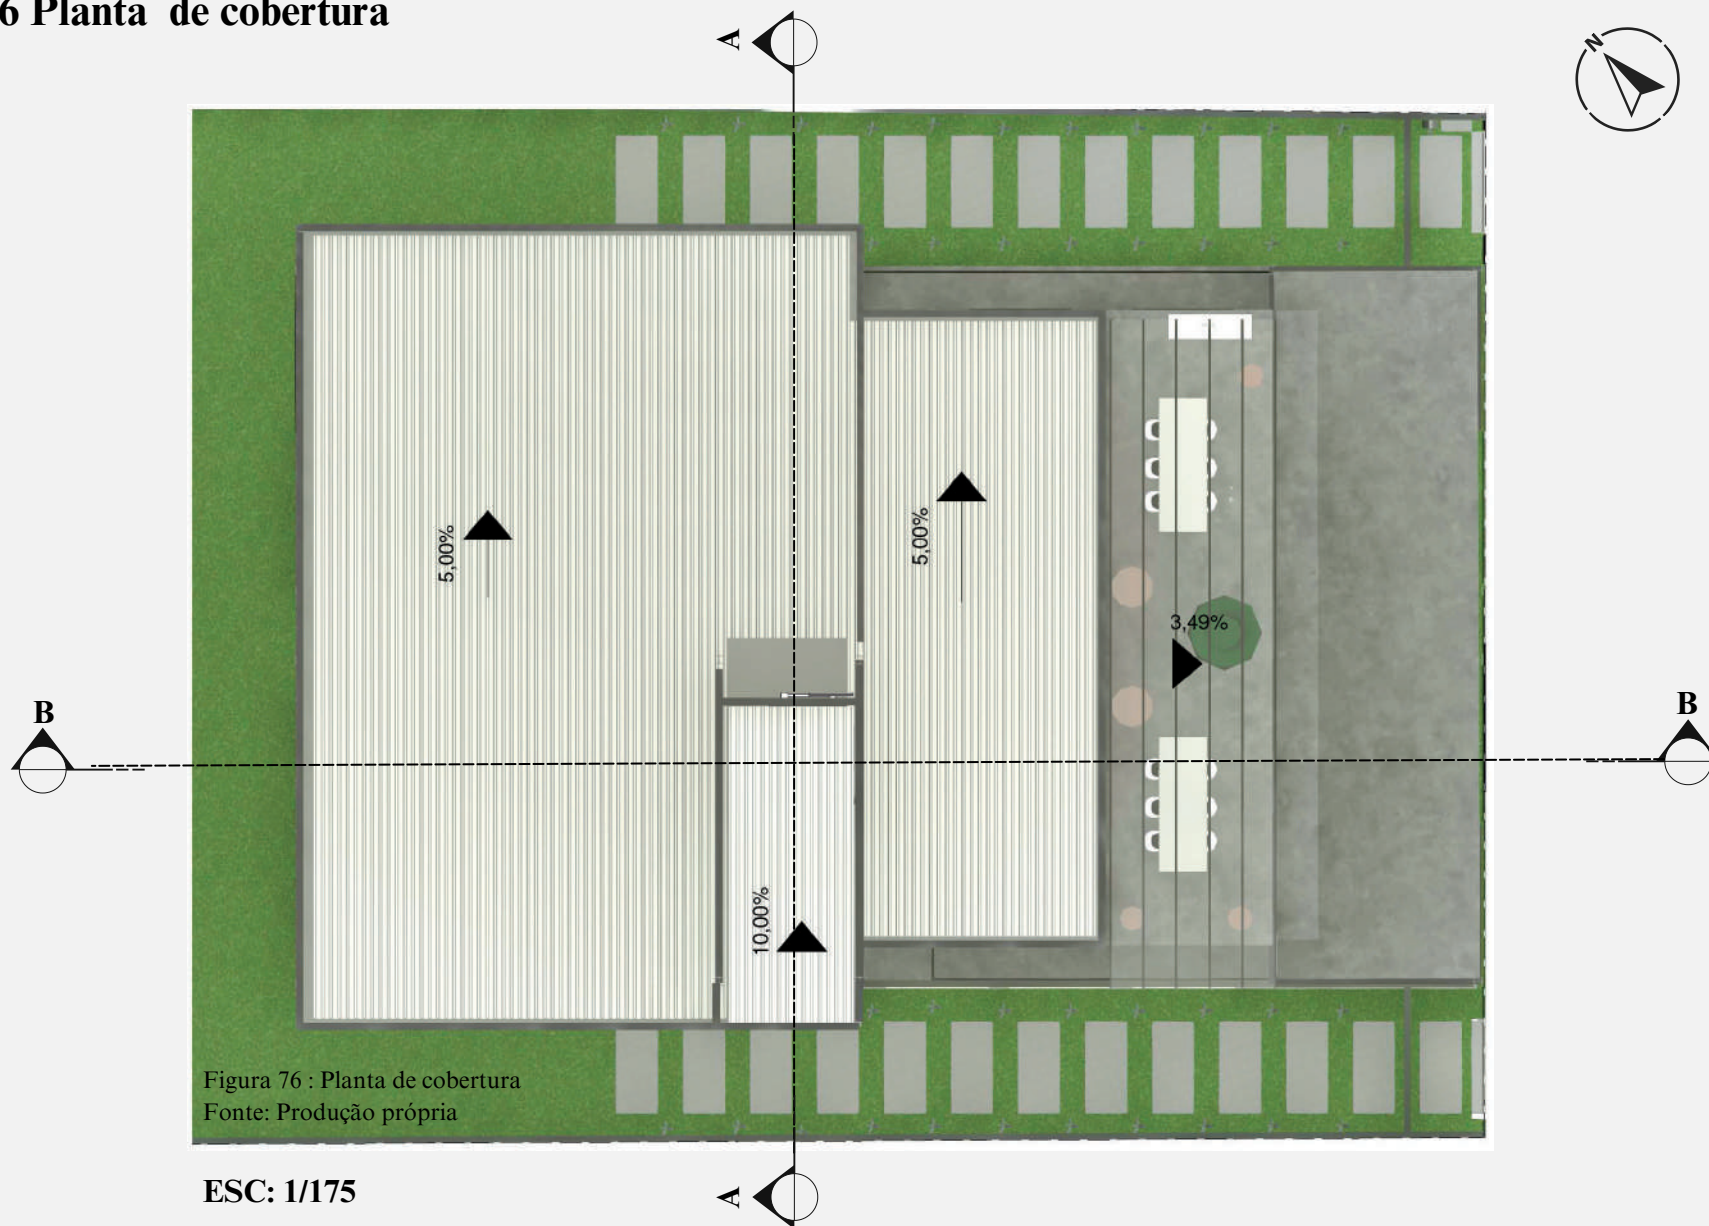 6 Planta de cobertura
A
N
5,00%
5,00%
3,49%
B
B
10,00%
Figura 76 : Planta de cobertura
Fonte: Produção própria
ESC: 1/175
A